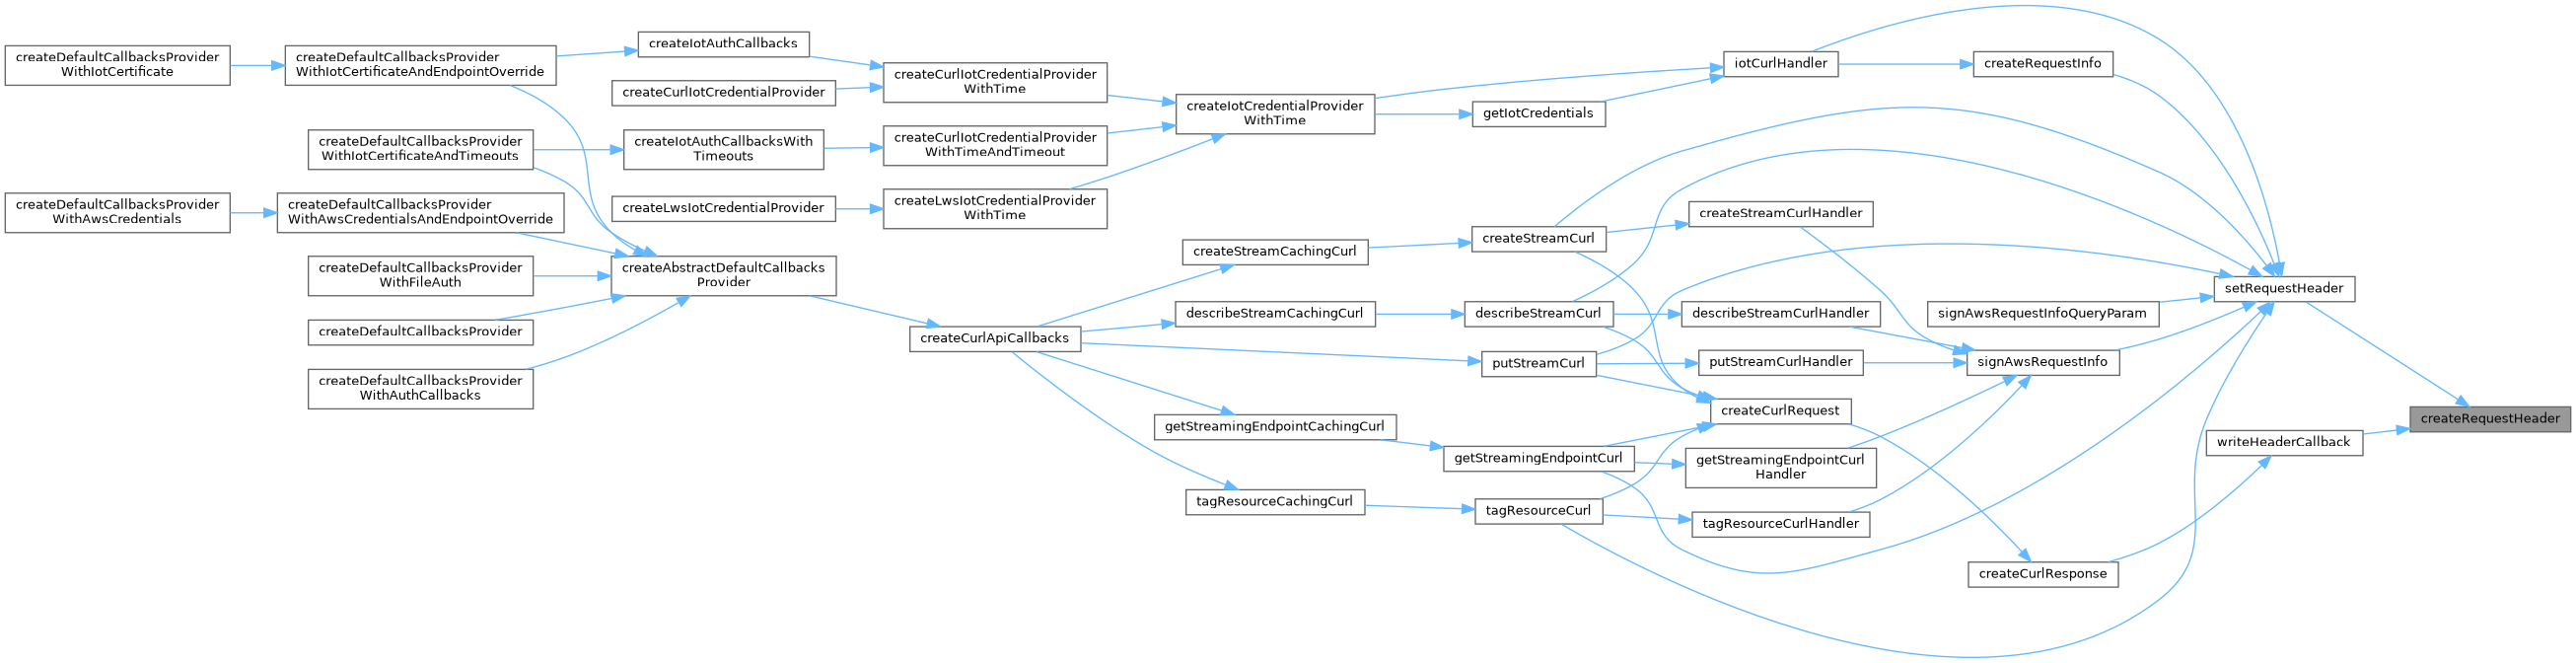 createDefaultCallbacksProvider
WithIotCertificate
createDefaultCallbacksProvider
WithIotCertificateAndEndpointOverride
createIotAuthCallbacks
createCurlIotCredentialProvider
createCurlIotCredentialProvider
WithTime
createIotCredentialProvider
WithTime
getIotCredentials
iotCurlHandler
createRequestInfo
createDefaultCallbacksProvider
WithIotCertificateAndTimeouts
createIotAuthCallbacksWith
Timeouts
createCurlIotCredentialProvider
WithTimeAndTimeout
createDefaultCallbacksProvider
WithAwsCredentials
createDefaultCallbacksProvider
WithAwsCredentialsAndEndpointOverride
createLwsIotCredentialProvider
createLwsIotCredentialProvider
WithTime
createStreamCurlHandler
createStreamCachingCurl
createStreamCurl
createDefaultCallbacksProvider
WithFileAuth
createAbstractDefaultCallbacks
Provider
setRequestHeader
createDefaultCallbacksProvider
describeStreamCachingCurl
describeStreamCurl
describeStreamCurlHandler
signAwsRequestInfoQueryParam
createCurlApiCallbacks
putStreamCurl
putStreamCurlHandler
signAwsRequestInfo
createDefaultCallbacksProvider
WithAuthCallbacks
createCurlRequest
createRequestHeader
getStreamingEndpointCachingCurl
writeHeaderCallback
getStreamingEndpointCurl
getStreamingEndpointCurl
Handler
tagResourceCachingCurl
tagResourceCurl
tagResourceCurlHandler
createCurlResponse